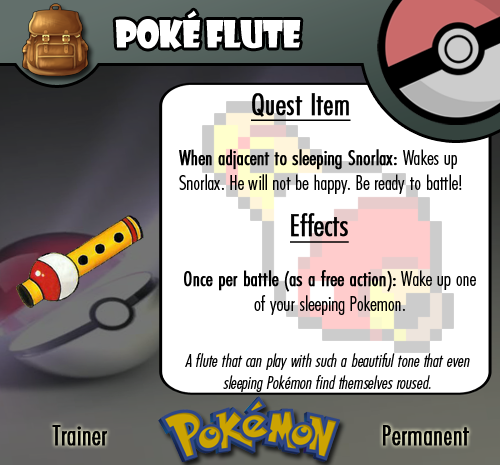 POKÉ FLUTE
Quest Item
When adjacent to sleeping Snorlax: Wakes up
Snorlax. He will not be happy. Be ready to battle!
Effects
Once per battle (as a free action): Wake up one
of your sleeping Pokemon.
A flute that can play with such a beautiful tone that even
sleeping Pokémon find themselves roused.
Trainer
POKéMON
Permanent